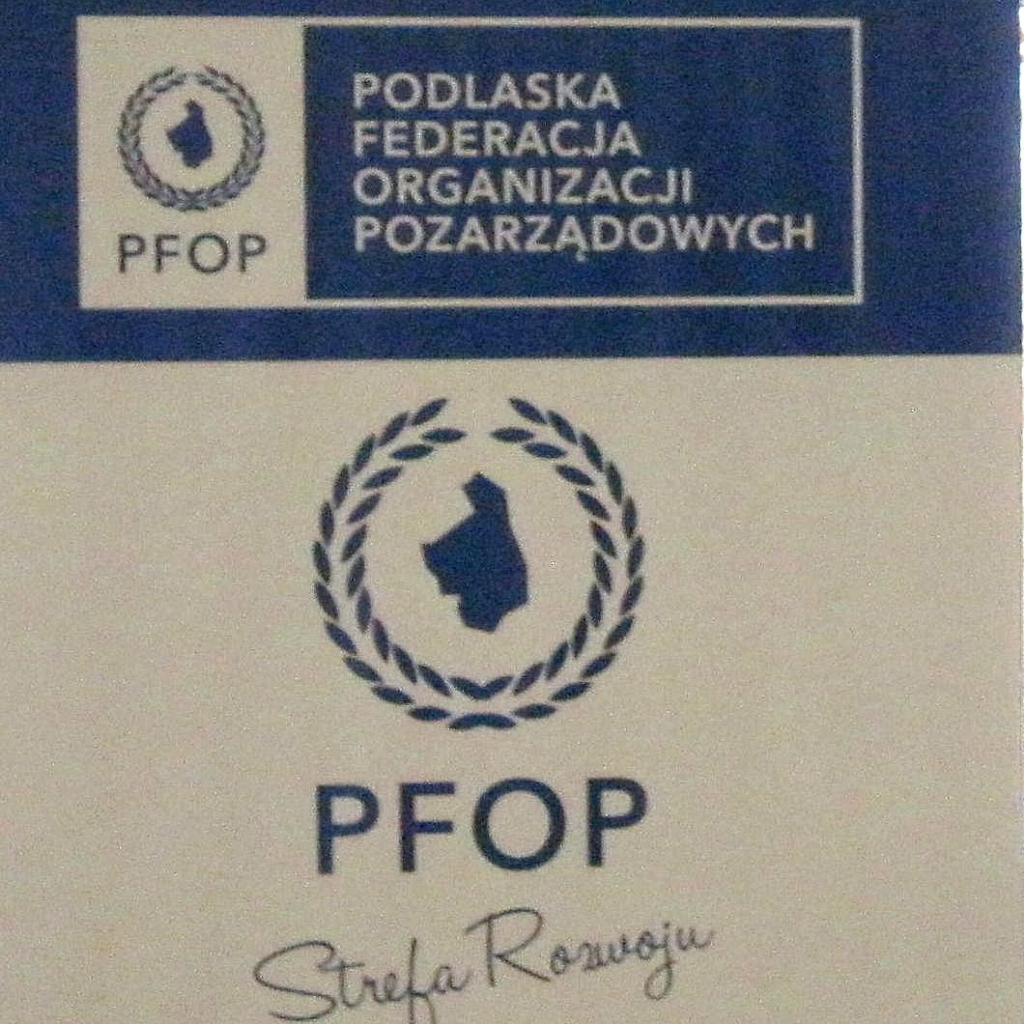 PODLASKA
FEDERACJA
ORGANIZACJI
POZARZĄDOWYCH
PFOP
PFOP
Strefa Rozwoju